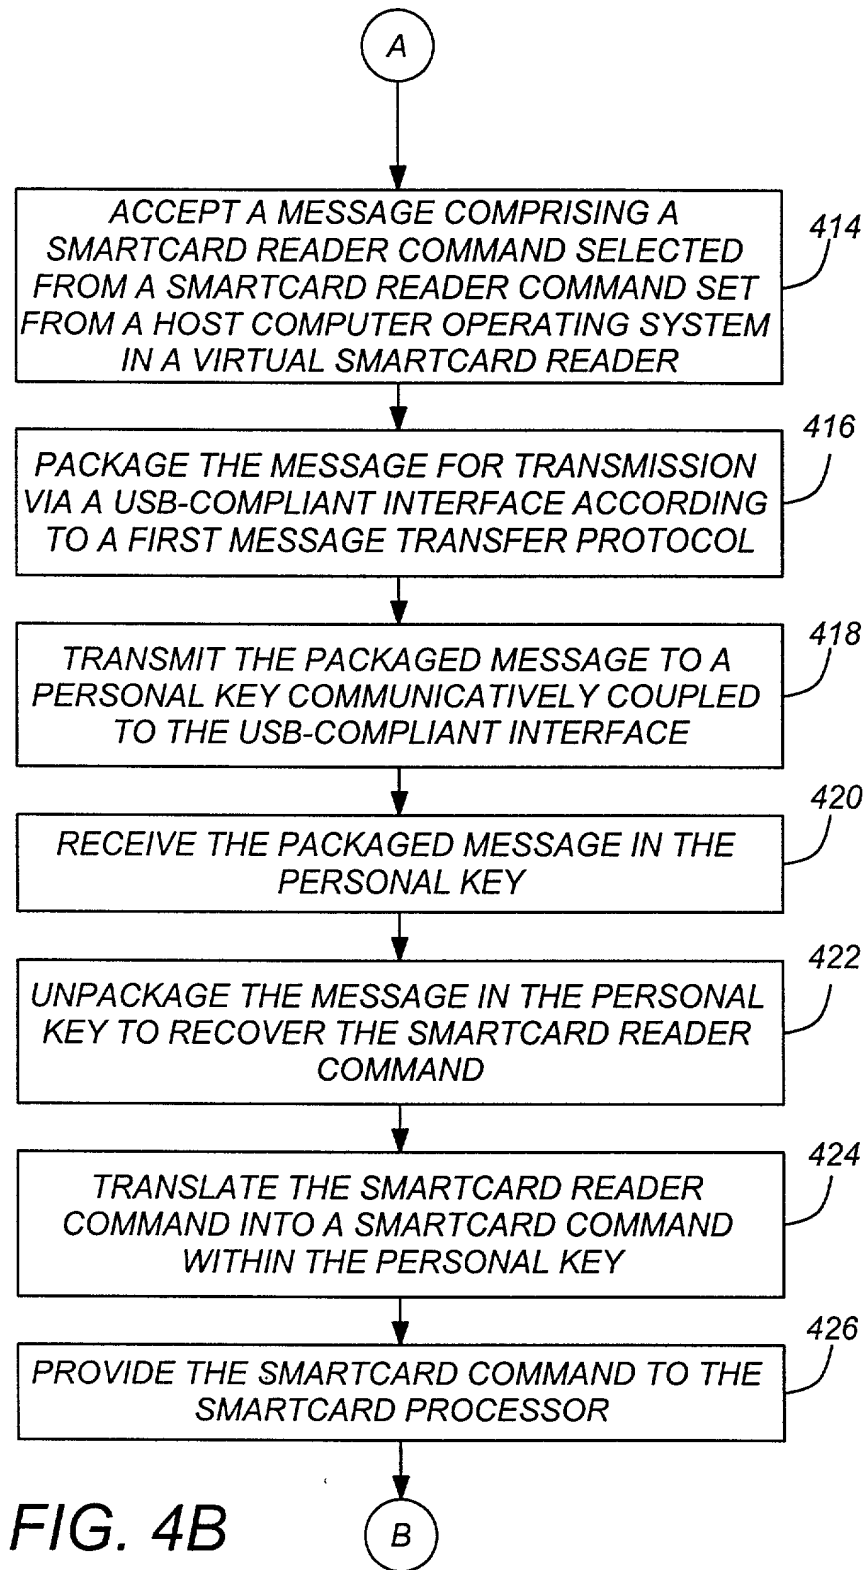 A
ACCEPT A MESSAGE COMPRISING A
SMARTCARD READER COMMAND SELECTED
FROM A SMARTCARD READER COMMAND SET
FROM A HOST COMPUTER OPERATING SYSTEM
IN A VIRTUAL SMARTCARD READER
414
PACKAGE THE MESSAGE FOR TRANSMISSION
VIA A USB-COMPLIANT INTERFACE ACCORDING
TO A FIRST MESSAGE TRANSFER PROTOCOL
416
TRANSMIT THE PACKAGED MESSAGE TO A
PERSONAL KEY COMMUNICATIVELY COUPLED
TO THE USB-COMPLIANT INTERFACE
418
RECEIVE THE PACKAGED MESSAGE IN THE
PERSONAL KEY
420
UNPACKAGE THE MESSAGE IN THE PERSONAL
KEY TO RECOVER THE SMARTCARD READER
COMMAND
422
TRANSLATE THE SMARTCARD READER
COMMAND INTO A SMARTCARD COMMAND
WITHIN THE PERSONAL KEY
424
PROVIDE THE SMARTCARD COMMAND TO THE
SMARTCARD PROCESSOR
426
B
FIG. 4B